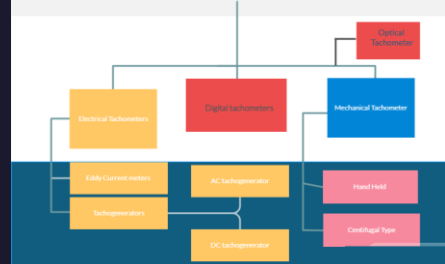 Optical
Tachometer
Electrical Tachometers
Digital tachometers
Mechanical Tachometer
Eddy Current meters
AC tachogenerator
Hand Held
Tachogenerators
Centifugal Type
DC tachogenerator